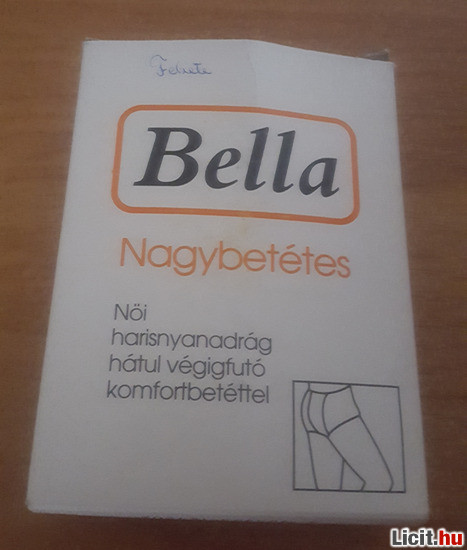 Fekete
Bella
Nagybetétes
Női
harisnyanadrág
hátul végigfutó
komfortbetéttel
Licit.hu